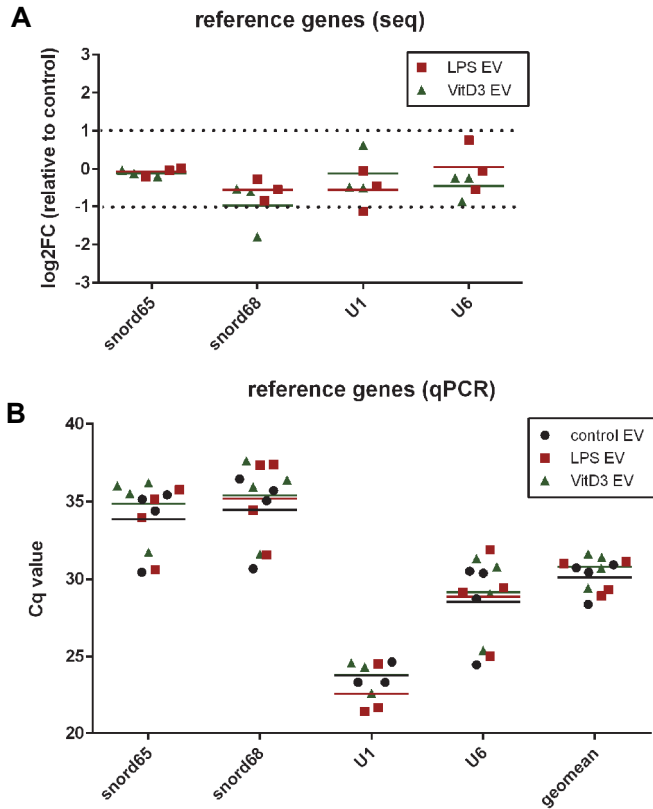 A
reference genes (seq)
log2FC (relative to control)
3
2
1
0
-1
-2
-3
LPS EV
VitD3 EV
snord65
snord68
U1
U6
reference genes (qPCR)
B
Cq value
40
35
30
25
20
control EV
LPS EV
VitD3 EV
snord65
snord68
U1
U6
geomean